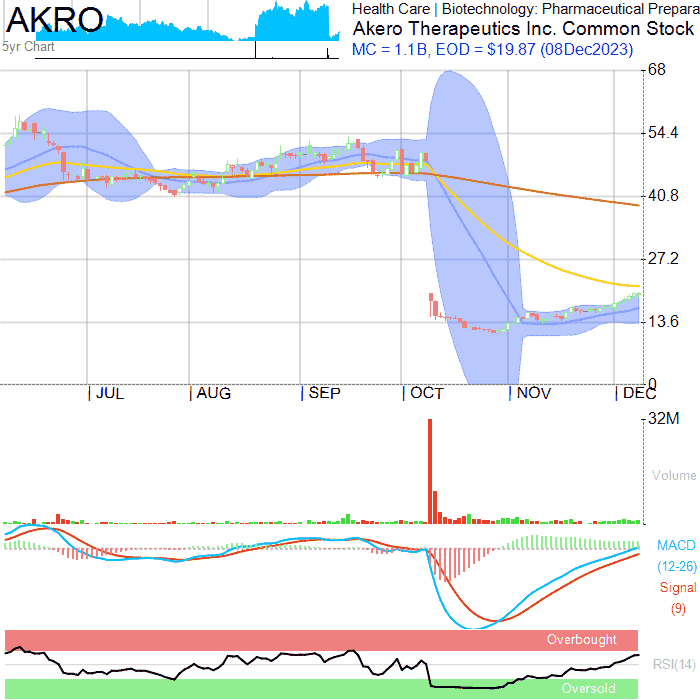 AKRO
5yr Chart
Health Care | Biotechnology: Pharmaceutical Prepara
Akero Therapeutics Inc. Common Stock
MC = 1.1B, EOD = $19.87 (08Dec2023)
68
54.4
40.8
27.2
13.6
0
JUL
AUG
SEP
OCT
NOV
DEC
32M
Volume
MACD
(12-26)
Signal
(9)
Overbought
RSI(14)
Oversold